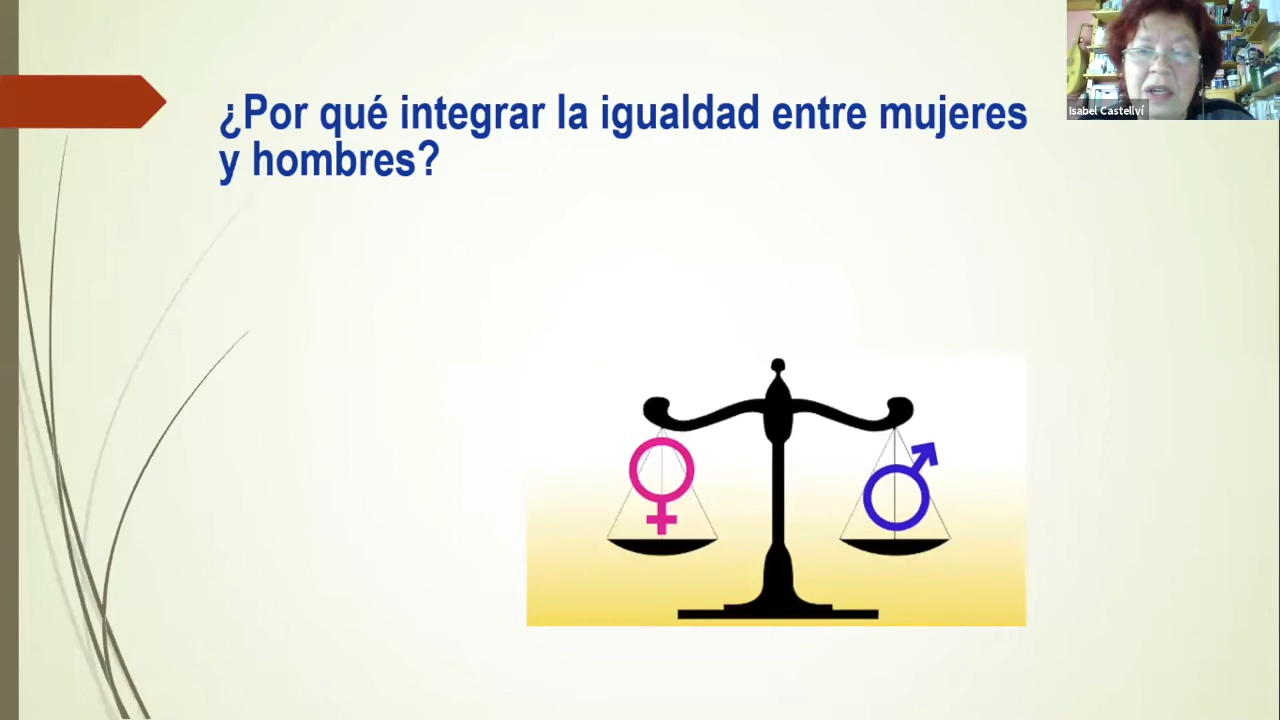 ¿Por qué integrar la igualdad entre mujeres
y hombres?
Isabel Castellví